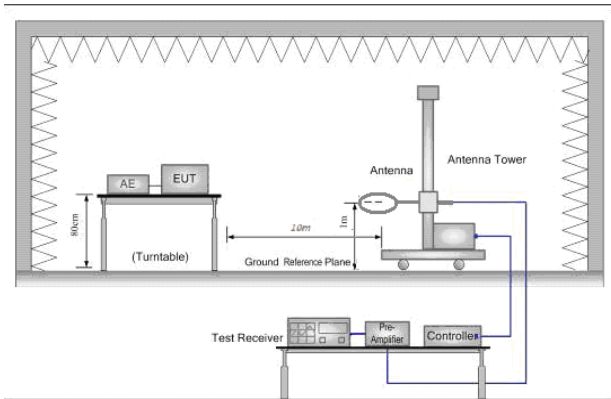 Antenna Tower
Antenna
AE
EUT
80cm
(Turntable)
10m
1m
Ground Reference Plane
Test Receiver
Pre-
Amplifier
Controller